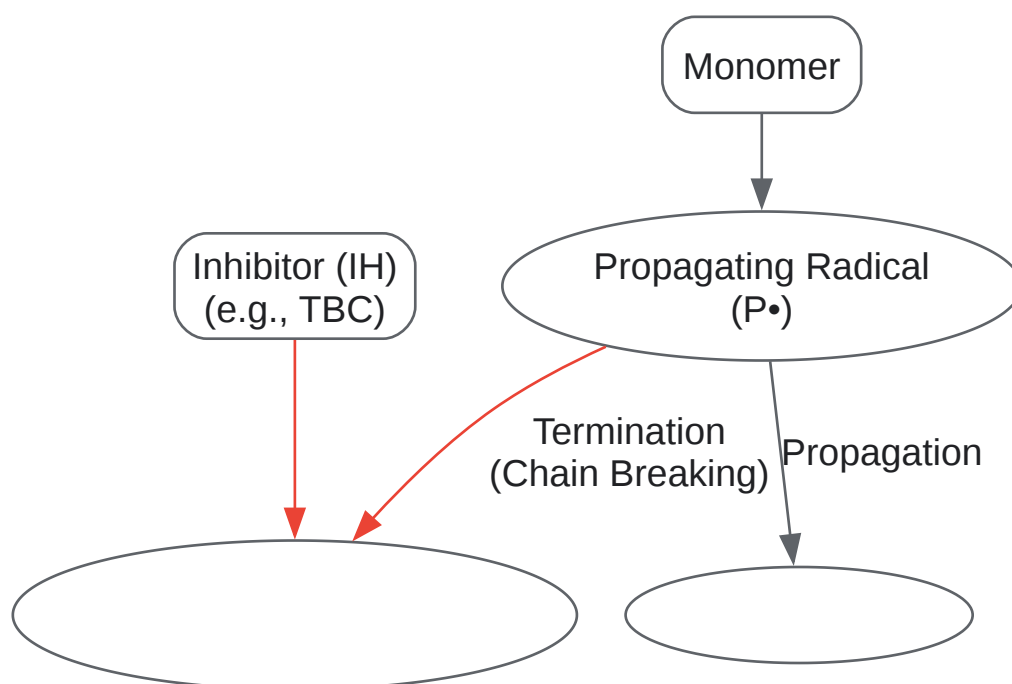 Monomer
Inhibitor (IH)
(e.g., TBC)
Propagating Radical
(P•)
Termination
(Chain Breaking)
Propagation